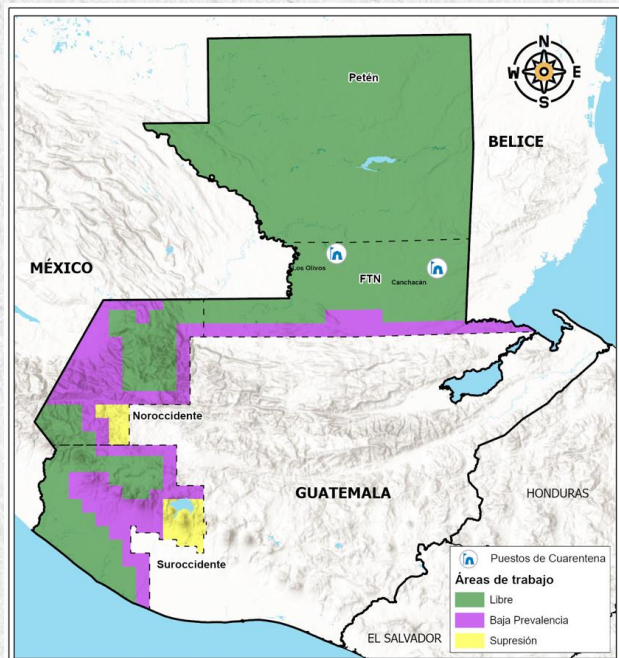 N
W E
S
Petén
BELICE
MÉXICO
Los Olivos
FTN
Canchacán
Noroccidente
GUATEMALA
HONDURAS
Suroccidente
EL SALVADOR
Puestos de Cuarentena
Áreas de trabajo
Libre
Baja Prevalencia
Supresión